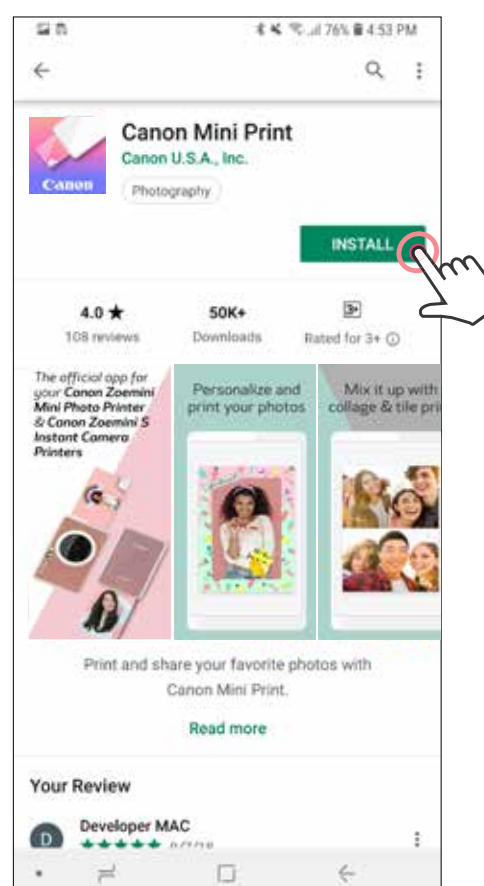 76% 4:53 PM
Canon Mini Print
Canon U.S.A., Inc.
Canon
Photography
INSTALL
4.0 ★
50K+
3+
108 reviews
Downloads
Rated for 3+
The official app for
your Canon Zoemini
Mini Photo Printer
& Canon Zoemini S
Instant Camera
Printers
Personalize and
print your photos
Mix it up with
collage & tile pri
Print and share your favorite photos with
Canon Mini Print.
Read more
Your Review
D
Developer MAC